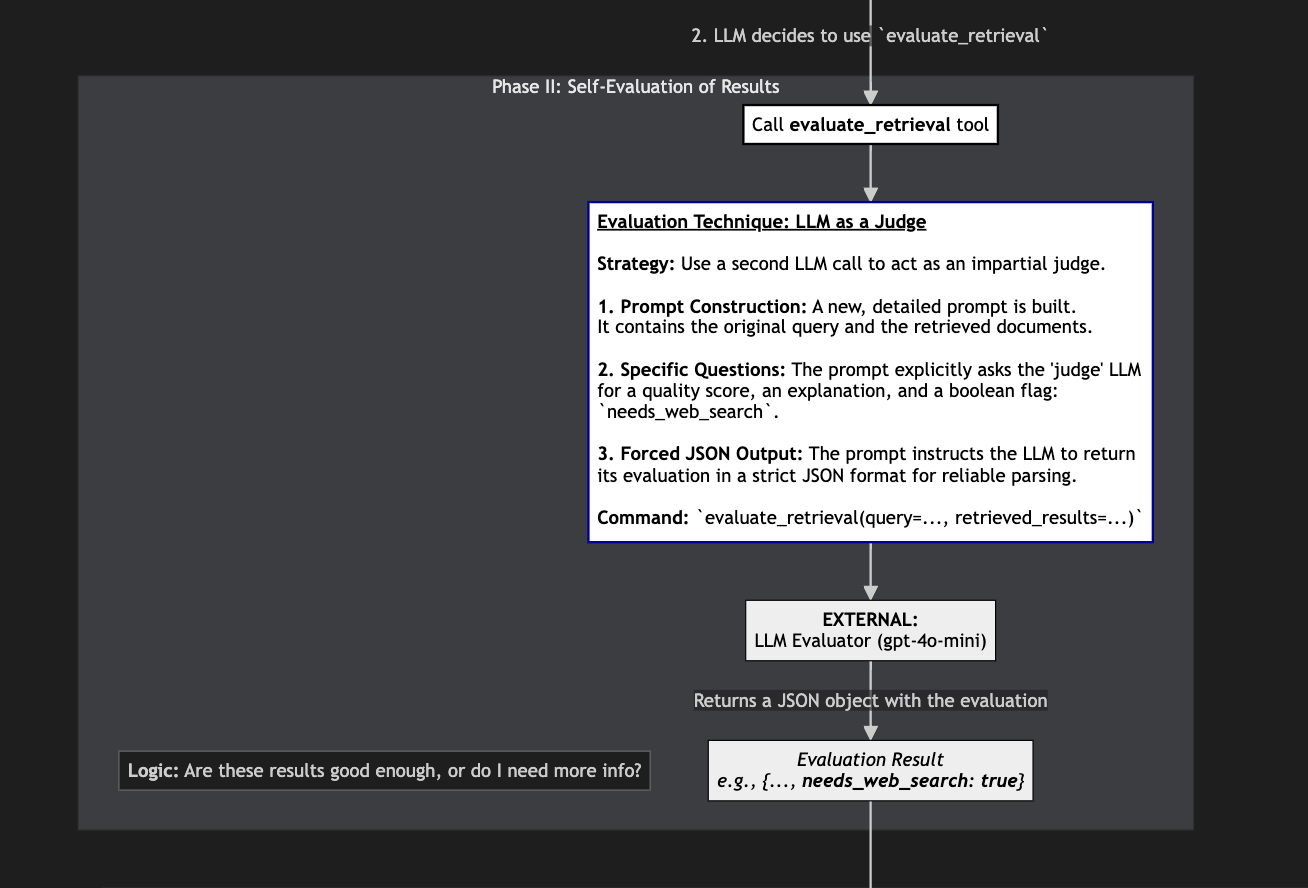 2. LLM decides to use `evaluate_retrieval`
Phase II: Self-Evaluation of Results
Call evaluate_retrieval tool
Evaluation Technique: LLM as a Judge
Strategy: Use a second LLM call to act as an impartial judge.
1. Prompt Construction: A new, detailed prompt is built.
It contains the original query and the retrieved documents.
2. Specific Questions: The prompt explicitly asks the 'judge' LLM
for a quality score, an explanation, and a boolean flag:
`needs_web_search`.
3. Forced JSON Output: The prompt instructs the LLM to return
its evaluation in a strict JSON format for reliable parsing.
Command: `evaluate_retrieval(query=..., retrieved_results=...)`
EXTERNAL:
LLM Evaluator (gpt-4o-mini)
Returns a JSON object with the evaluation
Logic: Are these results good enough, or do I need more info?
Evaluation Result
e.g., {..., needs_web_search: true}